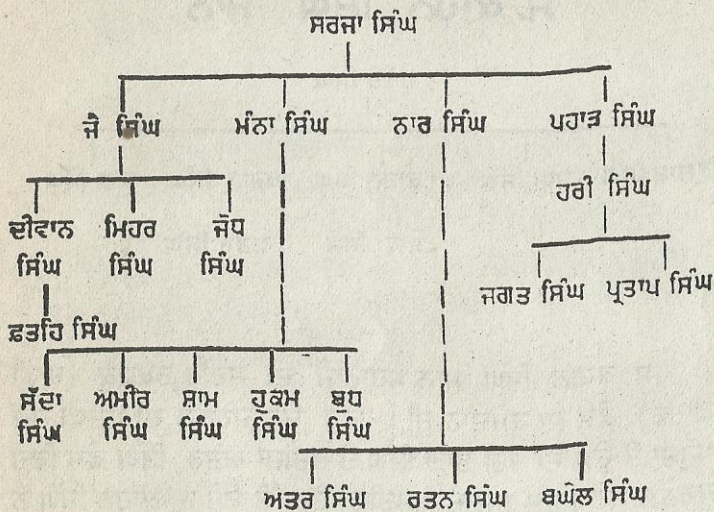 ਸਰਜਾ ਸਿੰਘ
ਜੈ ਸਿੰਘ ਮੰਨਾ ਸਿੰਘ ਨਾਰ ਸਿੰਘ ਪਹਾੜ ਸਿੰਘ
ਹਰੀ ਸਿੰਘ
ਦੀਵਾਨ ਮਿਹਰ ਜੋਧ
ਸਿੰਘ ਸਿੰਘ ਸਿੰਘ
ਜਗਤ ਸਿੰਘ ਪ੍ਰਤਾਪ ਸਿੰਘ
ਫ਼ਤਹਿ ਸਿੰਘ
ਸੱਦਾ ਅਮੀਰ ਸ਼ਾਮ ਹੁਕਮ ਬੁਧ
ਸਿੰਘ ਸਿੰਘ ਸਿੰਘ ਸਿੰਘ ਸਿੰਘ
ਅਤਰ ਸਿੰਘ ਰਤਨ ਸਿੰਘ ਬਘੇਲ ਸਿੰਘ